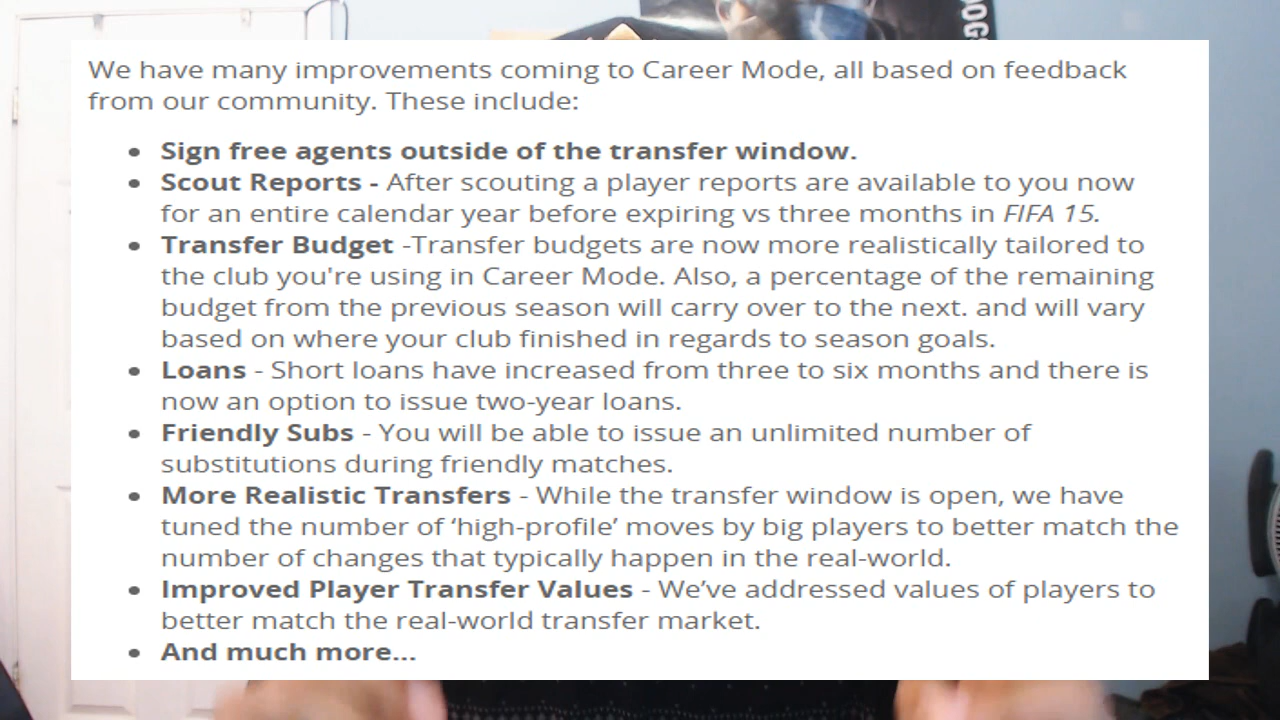 We have many improvements coming to Career Mode, all based on feedback
from our community. These include:
• Sign free agents outside of the transfer window.
• Scout Reports - After scouting a player reports are available to you now
for an entire calendar year before expiring vs three months in FIFA 15.
• Transfer Budget -Transfer budgets are now more realistically tailored to
the club you're using in Career Mode. Also, a percentage of the remaining
budget from the previous season will carry over to the next. and will vary
based on where your club finished in regards to season goals.
• Loans - Short loans have increased from three to six months and there is
now an option to issue two-year loans.
• Friendly Subs - You will be able to issue an unlimited number of
substitutions during friendly matches.
• More Realistic Transfers - While the transfer window is open, we have
tuned the number of ‘high-profile’ moves by big players to better match the
number of changes that typically happen in the real-world.
• Improved Player Transfer Values - We’ve addressed values of players to
better match the real-world transfer market.
• And much more...